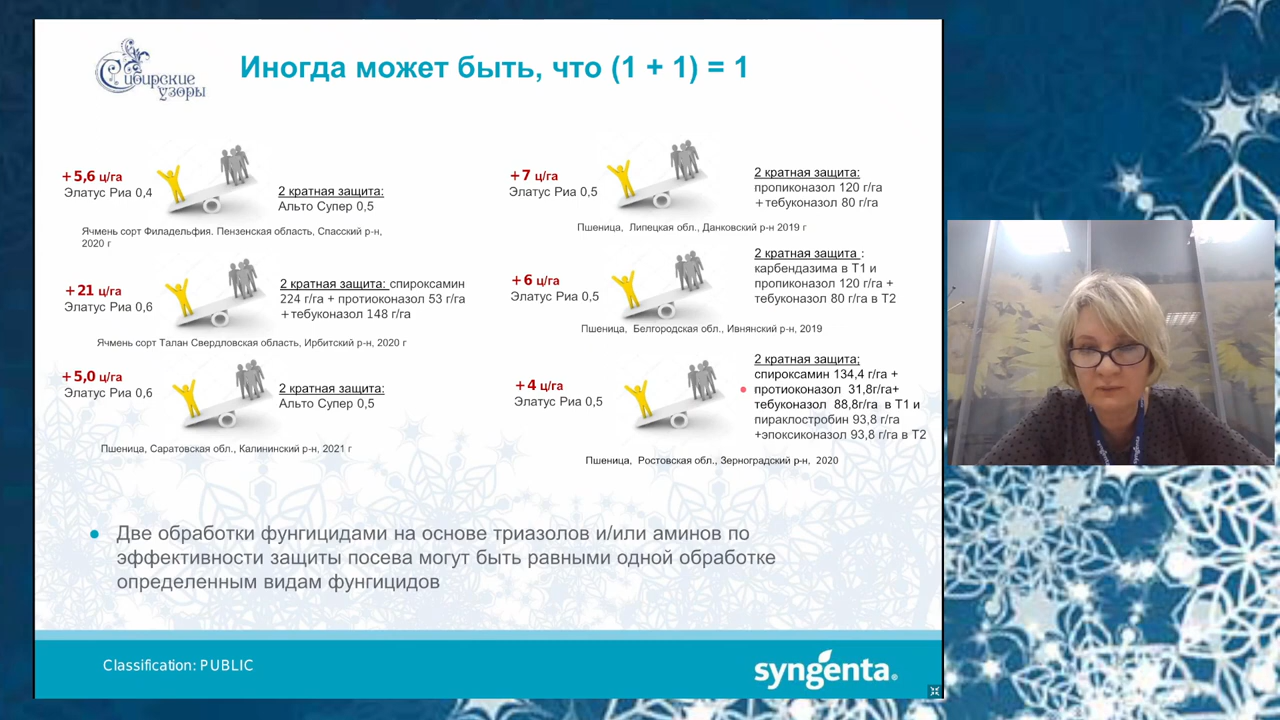 Сибирские
узоры
Иногда может быть, что (1 + 1) = 1
+5,6 ц/га
Элатус Риа 0,4
2 кратная защита:
Альто Супер 0,5
Ячмень сорт Филадельфия. Пензенская область, Спасский р-н,
2020 г
+21 ц/га
Элатус Риа 0,6
2 кратная защита: спироксамин
224 г/га + протиоконазол 53 г/га
+тебуконазол 148 г/га
Ячмень сорт Талан Свердловская область, Ирбитский р-н, 2020 г
+5,0 ц/га
Элатус Риа 0,6
2 кратная защита:
Альто Супер 0,5
Пшеница, Саратовская обл., Калининский р-н, 2021 г
+7 ц/га
Элатус Риа 0,5
2 кратная защита:
пропиконазол 120 г/га
+тебуконазол 80 г/га
Пшеница, Липецкая обл., Данковский р-н 2019 г
+6 ц/га
Элатус Риа 0,5
2 кратная защита :
карбендазима в Т1 и
пропиконазол 120 г/га +
тебуконазол 80 г/га в Т2
Пшеница, Белгородская обл., Ивнянский р-н, 2019
+4 ц/га
Элатус Риа 0,5
2 кратная защита;
спироксамин 134,4 г/га +
протиоконазол 31,8г/га+
тебуконазол 88,8г/га в Т1 и
пираклостробин 93,8 г/га
+эпоксиконазол 93,8 г/га в Т2
Пшеница, Ростовская обл., Зерноградский р-н, 2020
• Две обработки фунгицидами на основе триазолов и/или аминов по
эффективности защиты посева могут быть равными одной обработке
определенным видам фунгицидов
Classification: PUBLIC
syngenta®
syngenta